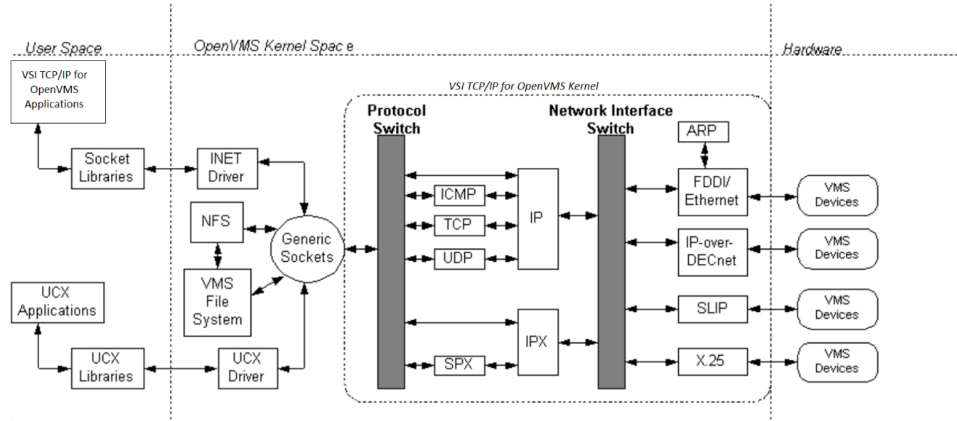 User Space
OpenVMS Kernel Space
Hardware
VSI TCP/IP for
OpenVMS
Applications
VSI TCP/IP for OpenVMS Kernel
Protocol
Switch
Network Interface
Switch
ARP
Socket
Libraries
INET
Driver
ICMP
TCP
UDP
IP
FDDI/
Ethernet
VMS
Devices
NFS
Generic
Sockets
IP-over-
DECnet
VMS
Devices
VMS
File
System
UCX
Applications
SLIP
VMS
Devices
IPX
SPX
UCX
Libraries
UCX
Driver
X.25
VMS
Devices